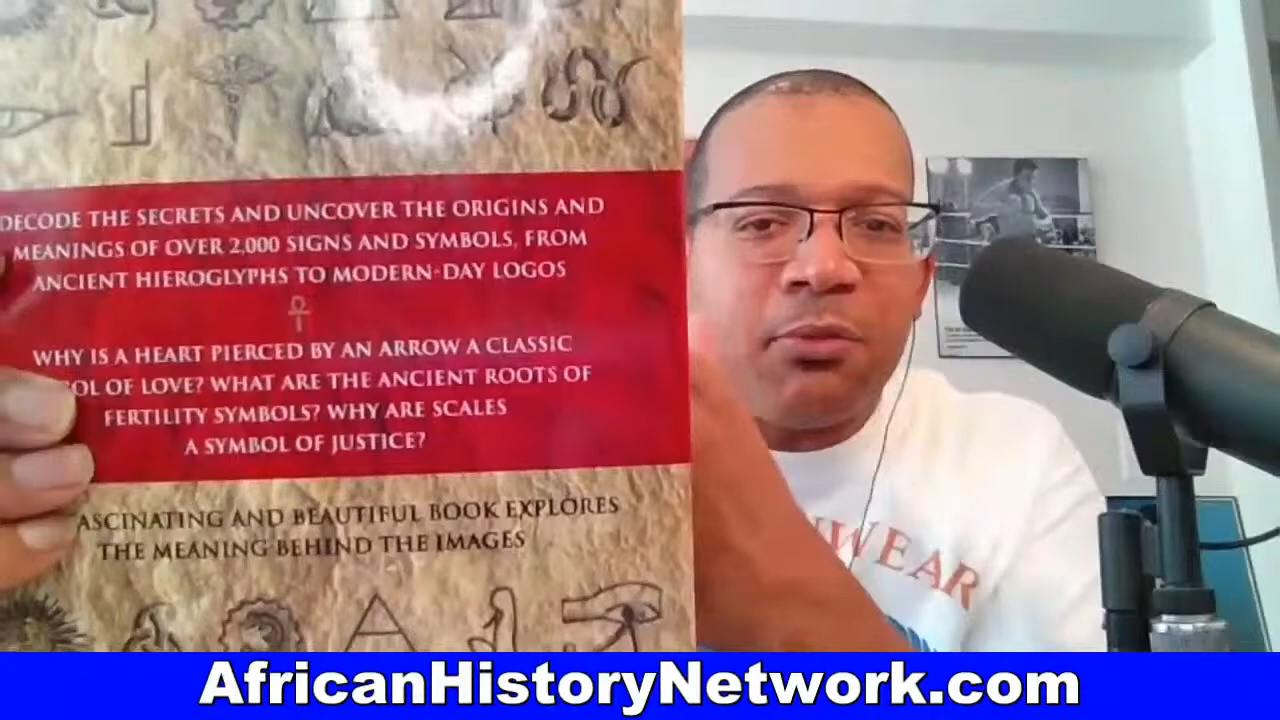 DECODE THE SECRETS AND UNCOVER THE ORIGINS AND
MEANINGS OF OVER 2,000 SIGNS AND SYMBOLS, FROM
ANCIENT HIEROGLYPHS TO MODERN-DAY LOGOS
WHY IS A HEART PIERCED BY AN ARROW A CLASSIC
OL OF LOVE? WHAT ARE THE ANCIENT ROOTS OF
FERTILITY SYMBOLS? WHY ARE SCALES
A SYMBOL OF JUSTICE?
ASCINATING AND BEAUTIFUL BOOK EXPLORES
THE MEANING BEHIND THE IMAGES
WEAR
AfricanHistoryNetwork.com